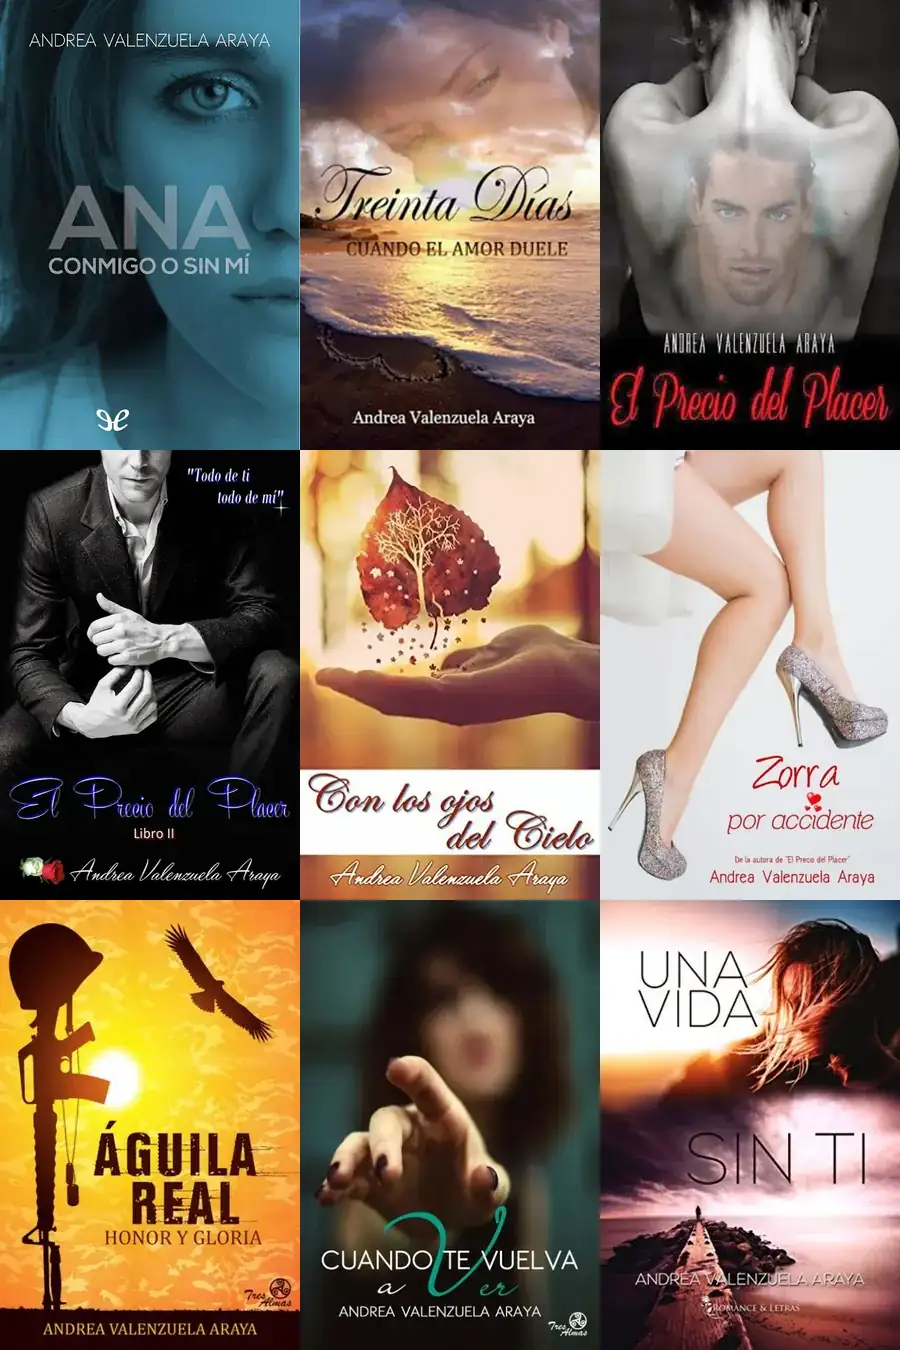 ANDREA VALENZUELA ARAYA
ANA
CONMIGO O SIN MÍ
Treinta Días
CUANDO EL AMOR DUELE
Andrea Valenzuela Araya
ANDREA VALENZUELA ARAYA
El Precio del Placer
"Todo de ti
todo de mí"
El Precio del Placer
Libro II
Andrea Valenzuela Araya
Con los ojos
del Cielo
Andrea Valenzuela Araya
Zorra
por accidente
De la autora de "El Precio del Placer"
Andrea Valenzuela Araya
ÁGUILA
REAL
HONOR Y GLORIA
Tres
Almas
ANDREA VALENZUELA ARAYA
CUANDO TE VUELVA
a Ver
ANDREA VALENZUELA ARAYA
Tres
Almas
UNA
VIDA
SIN TI
ANDREA VALENZUELA ARAYA
ROMANCE & LETRAS